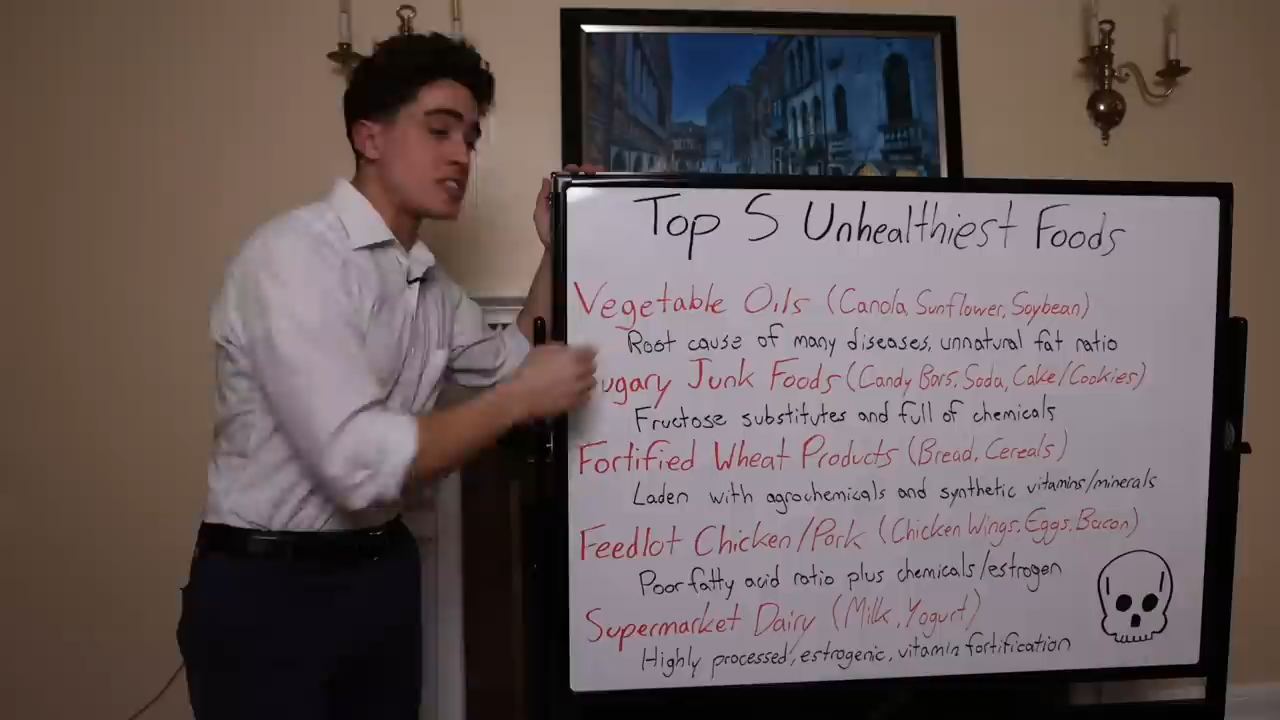 Top 5 Unhealthiest Foods
Vegetable Oils (Canola, Sunflower, Soybean)
Root cause of many diseases, unnatural fat ratio
Sugary Junk Foods (Candy Bars, Soda, Cake/Cookies)
Fructose substitutes and full of chemicals
Fortified Wheat Products (Bread, Cereals)
Laden with agrochemicals and synthetic vitamins/minerals
Feedlot Chicken/Pork (Chicken Wings, Eggs, Bacon)
Poor fatty acid ratio plus chemicals/estrogen
Supermarket Dairy (Milk, Yogurt)
Highly processed, estrogenic, vitamin fortification